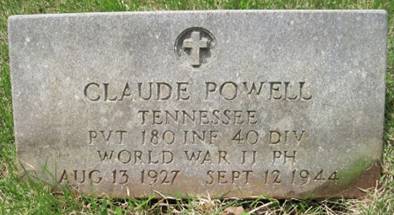 CLAUDE POWELL
TENNESSEE
PVT 180 INF 40 DIV
WORLD WAR II PH
AUG 13 1927 SEPT 12 1944